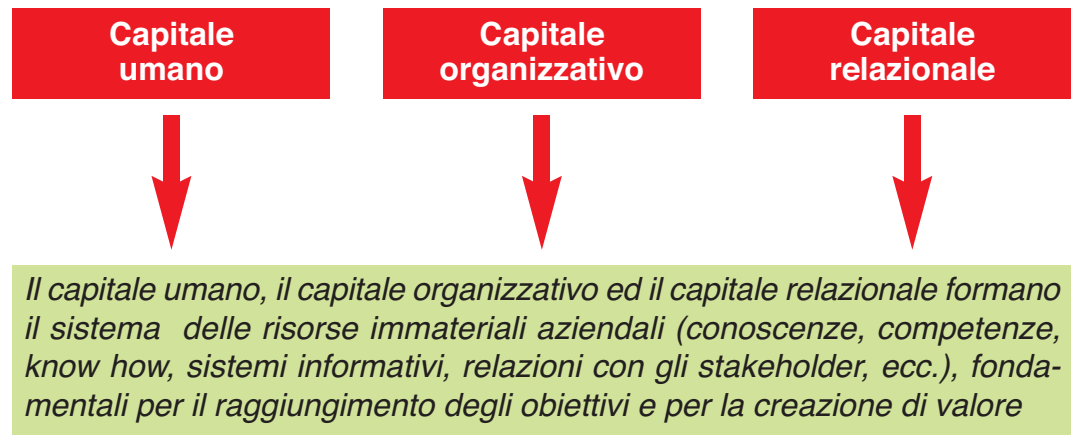 Capitale
umano
Capitale
organizzativo
Capitale
relazionale
Il capitale umano, il capitale organizzativo ed il capitale relazionale formano
il sistema delle risorse immateriali aziendali (conoscenze, competenze,
know how, sistemi informativi, relazioni con gli stakeholder, ecc.), fonda-
mentali per il raggiungimento degli obiettivi e per la creazione di valore